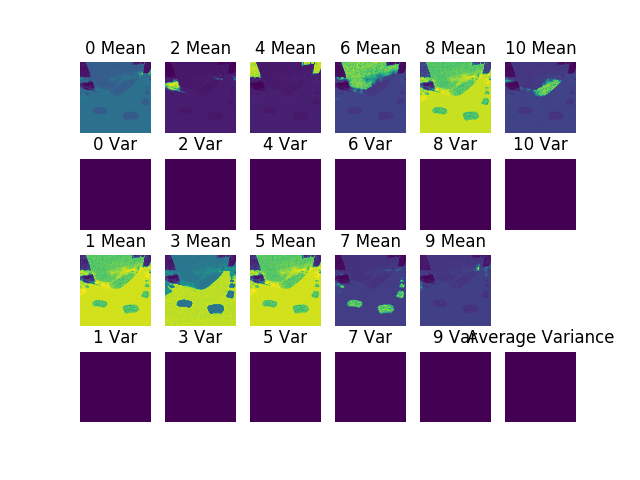 0 Mean 2 Mean 4 Mean 6 Mean 8 Mean 10 Mean
0 Var 2 Var 4 Var 6 Var 8 Var 10 Var
1 Mean 3 Mean 5 Mean 7 Mean 9 Mean
1 Var 3 Var 5 Var 7 Var 9 Var Average Variance